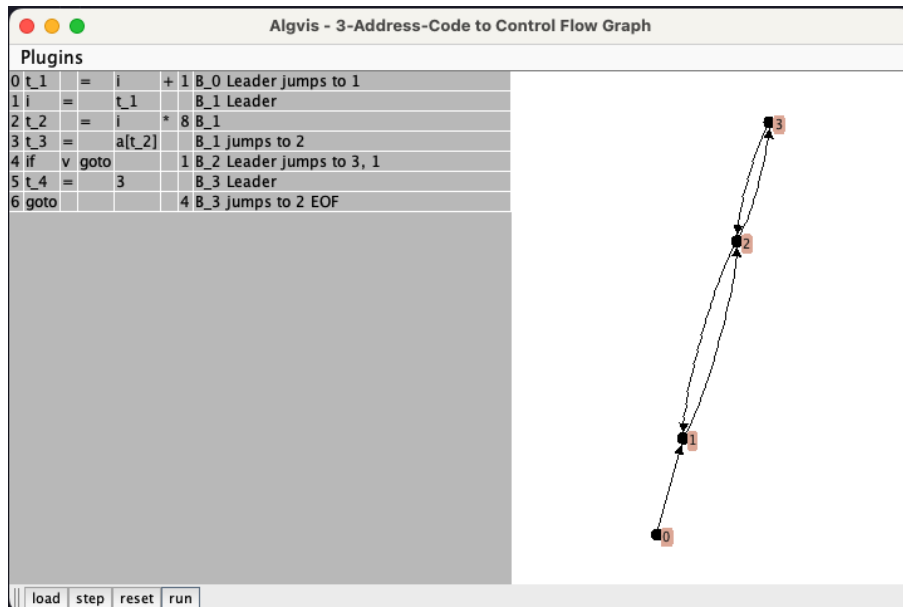 Algvis - 3-Address-Code to Control Flow Graph
Plugins
0 t_1 = i + 1 B_0 Leader jumps to 1
1 i = t_1 B_1 Leader
2 t_2 = i * 8 B_1
3 t_3 = a[t_2] B_1 jumps to 2
4 if v goto 1 B_2 Leader jumps to 3, 1
5 t_4 = 3 B_3 Leader
6 goto 4 B_3 jumps to 2 EOF
3
2
1
0
load step reset run